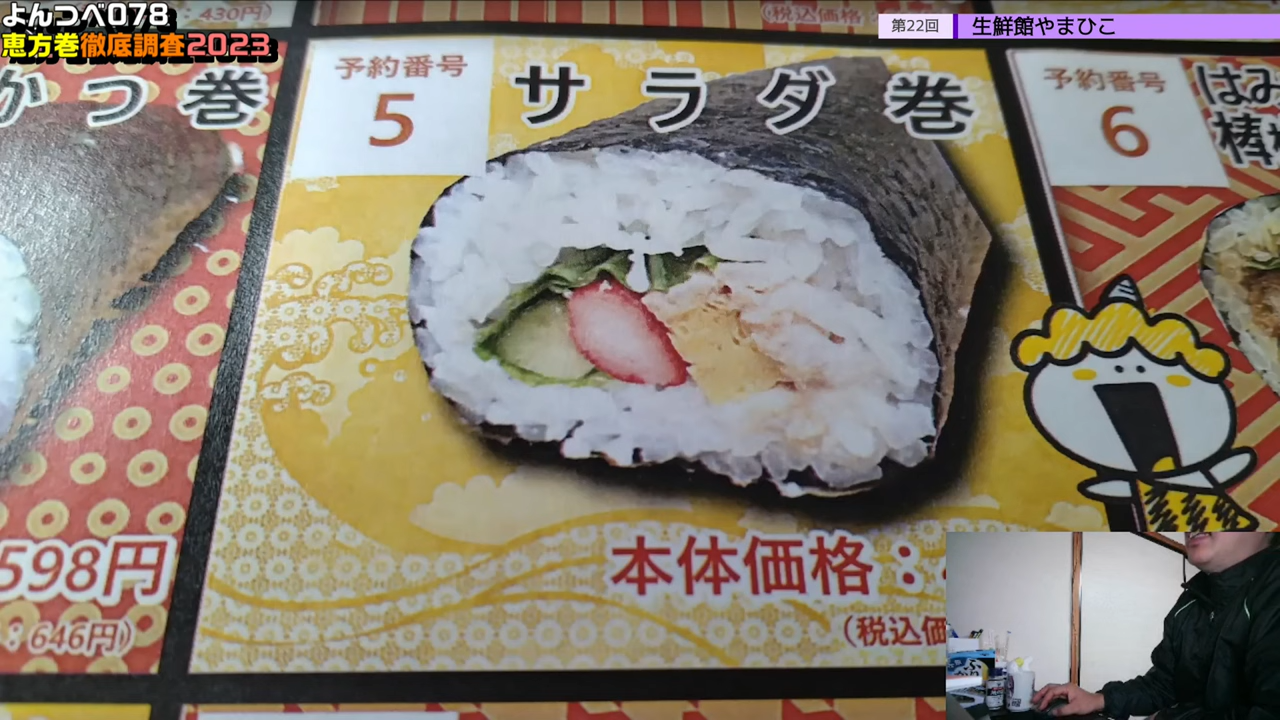 よんつべ078
恵方巻徹底調査2023
第22回
生鮮館やまひこ
: 430円)
(税込価格
かつ巻
598円
: 646円)
予約番号
5
サラダ巻
本体価格:
(税込価
予約番号
6
はみ
棒